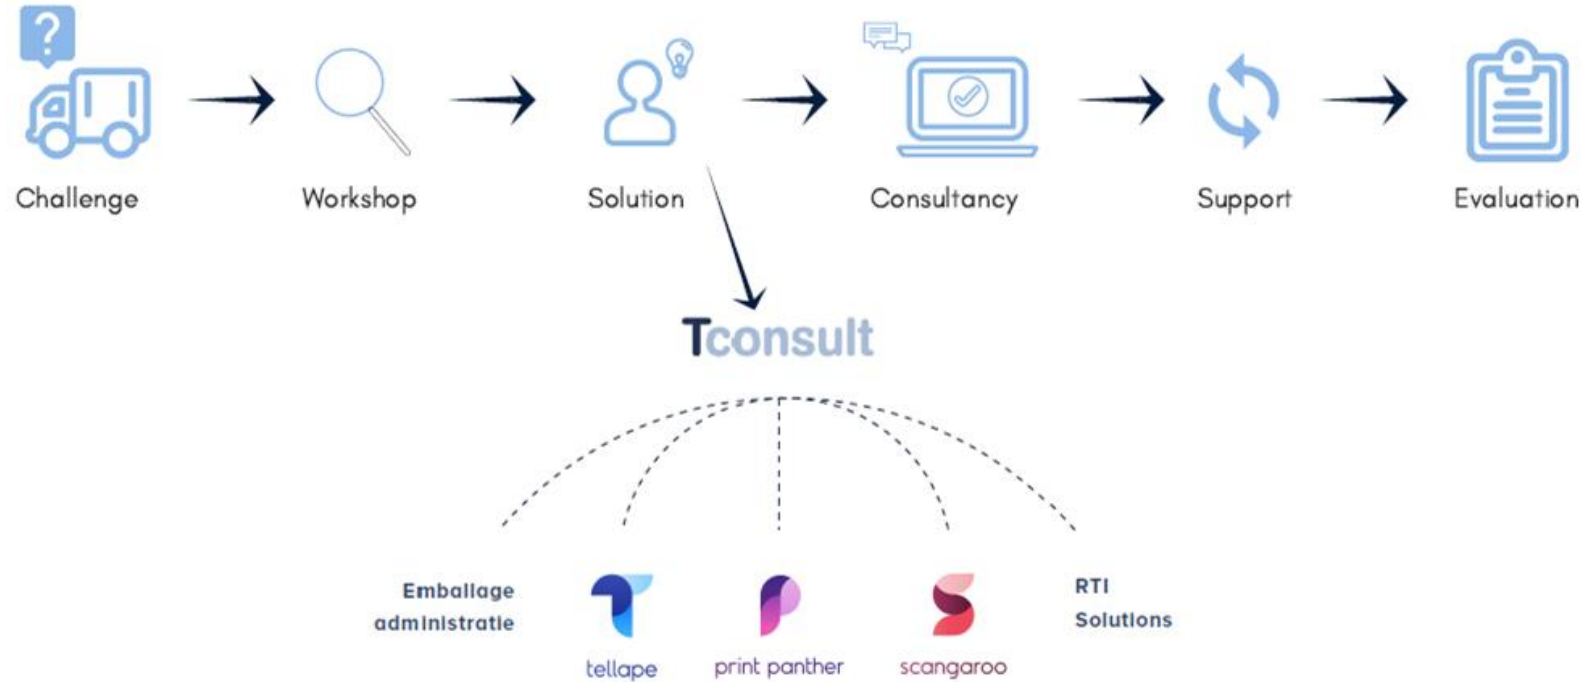 ?
Challenge
Workshop
Solution
Consultancy
Support
Evaluation
Tconsult
Emballage
administratie
tellape
print panther
scangaroo
RTI
Solutions